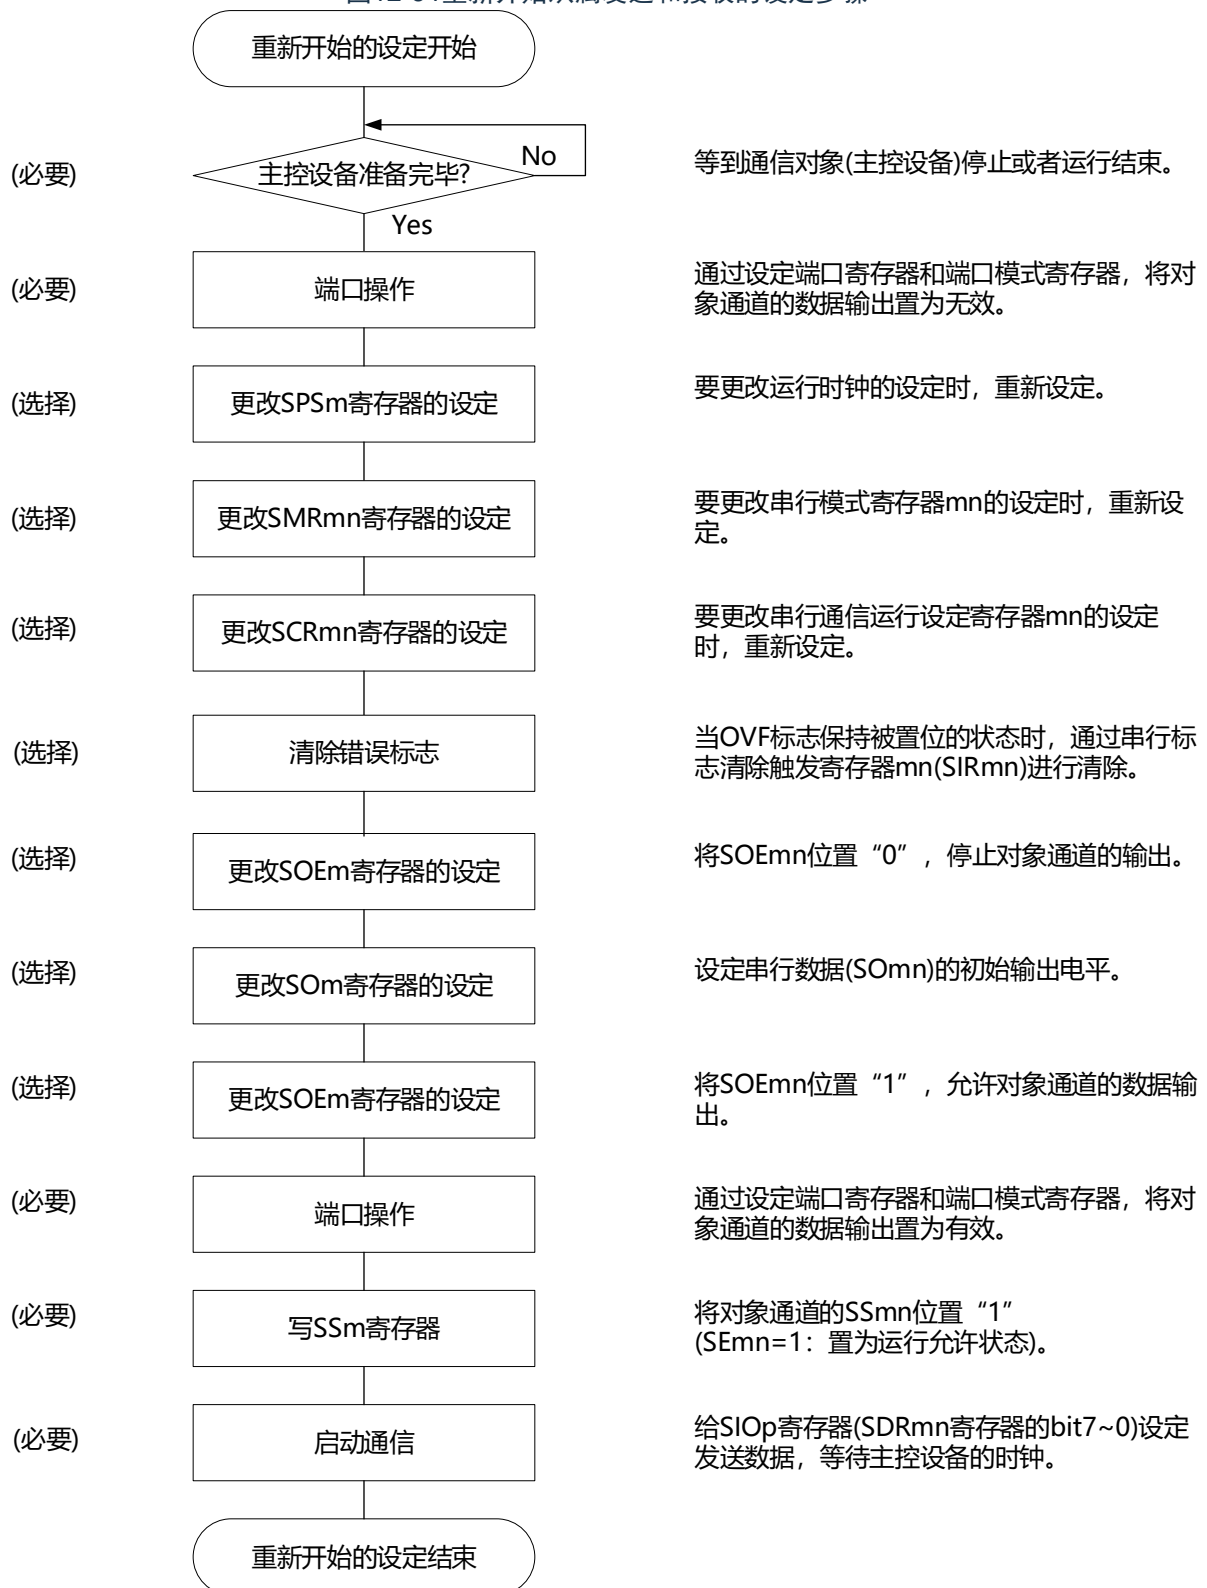 重新开始的设定开始
No
(必要)
主控设备准备完毕?
等到通信对象(主控设备)停止或者运行结束。
Yes
(必要)
端口操作
通过设定端口寄存器和端口模式寄存器，将对
象通道的数据输出置为无效。
(选择)
更改SPSm寄存器的设定
要更改运行时钟的设定时，重新设定。
(选择)
更改SMRmn寄存器的设定
要更改串行模式寄存器mn的设定时，重新设
定。
(选择)
更改SCRmn寄存器的设定
要更改串行通信运行设定寄存器mn的设定
时，重新设定。
(选择)
清除错误标志
当OVF标志保持被置位的状态时，通过串行标
志清除触发寄存器mn(SIRmn)进行清除。
(选择)
更改SOEm寄存器的设定
将SOEmn位置“0”，停止对象通道的输出。
(选择)
更改SOm寄存器的设定
设定串行数据(SOmn)的初始输出电平。
(选择)
更改SOEm寄存器的设定
将SOEmn位置“1”，允许对象通道的数据输
出。
(必要)
端口操作
通过设定端口寄存器和端口模式寄存器，将对
象通道的数据输出置为有效。
(必要)
写SSm寄存器
将对象通道的SSmn位置“1”
(SEmn=1：置为运行允许状态)。
(必要)
启动通信
给SIOp寄存器(SDRmn寄存器的bit7~0)设定
发送数据，等待主控设备的时钟。
重新开始的设定结束